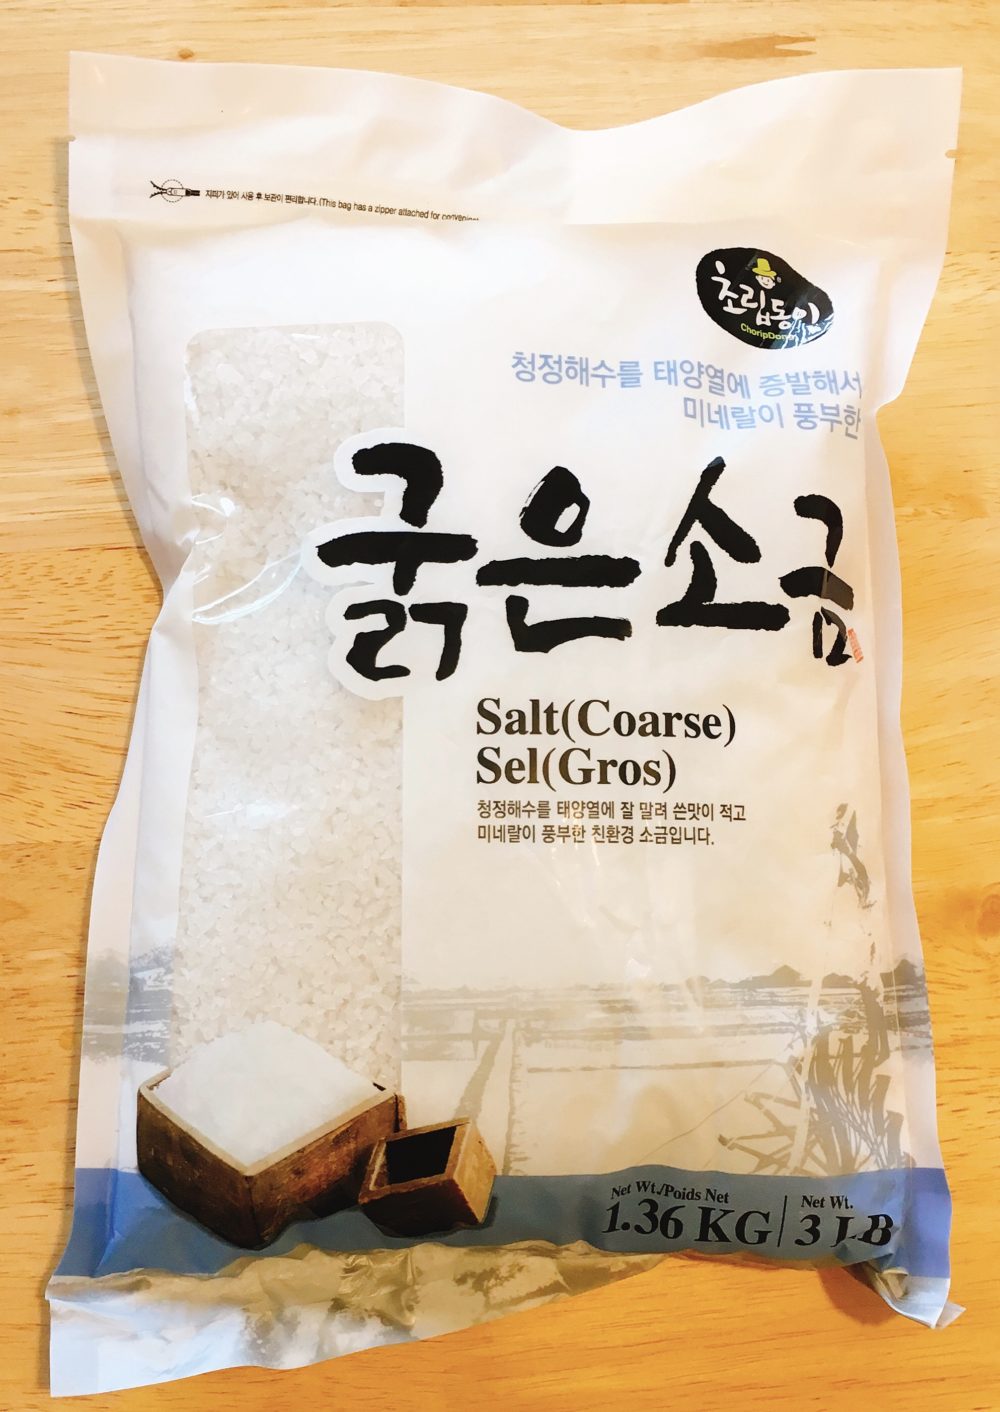 지퍼가 있어 사용 후 보관이 편리합니다. (This bag has a zipper attached for
초립동이
ChoripDong
청정해수를 태양열에 증발해서
미네랄이 풍부한
굵은소금
Salt(Coarse)
Sel(Gros)
청정해수를 태양열에 잘 말려 쓴맛이 적고
미네랄이 풍부한 친환경 소금입니다.
Net Wt./Poids Net
1.36 KG
Net Wt.
3 LB